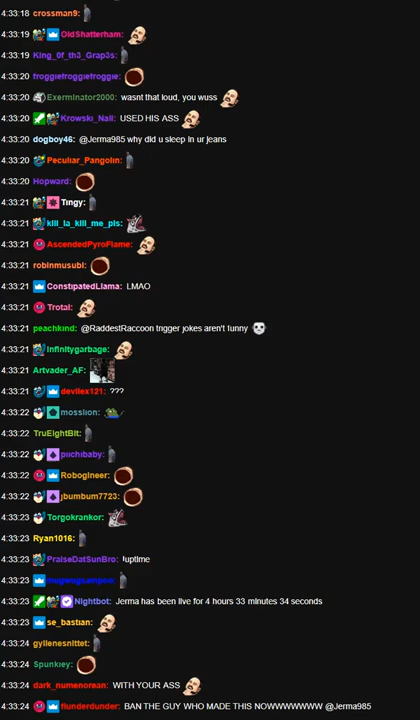 4:33:18 crossman9:
4:33:19 OldShatterham:
4:33:19 King_0f_th3_Grap3s:
4:33:20 froggiefroggiefroggie:
4:33:20 Exerminator2000: wasnt that loud, you wuss
4:33:20 Krowski_Nall: USED HIS ASS
4:33:20 dogboy46: @Jerma985 why did u sleep in ur jeans
4:33:20 Peculiar_Pangolin:
4:33:20 Hopward:
4:33:21 Tingy:
4:33:21 kill_la_kill_me_pls:
4:33:21 AscendedPyroFlame:
4:33:21 robinmusubi:
4:33:21 ConstipatedLlama: LMAO
4:33:21 Trotal:
4:33:21 peachkind: @RaddestRaccoon trigger jokes aren't funny
4:33:21 Infinitygarbage:
4:33:21 Artvader_AF:
4:33:21 devilex121: ???
4:33:22 mosslion:
4:33:22 TruEightBit:
4:33:22 piichibaby:
4:33:22 Robogineer:
4:33:22 jbumbum7723:
4:33:23 Torgokrankor:
4:33:23 Ryan1016:
4:33:23 PraiseDatSunBro: !uptime
4:33:23
4:33:23 Nightbot: Jerma has been live for 4 hours 33 minutes 34 seconds
4:33:23 se_bastian:
4:33:24 gyllenesnittet:
4:33:24 Spunkiey:
4:33:24 dark_numenorean: WITH YOUR ASS
4:33:24 flunderdunder: BAN THE GUY WHO MADE THIS NOWWWWWWW @Jerma985